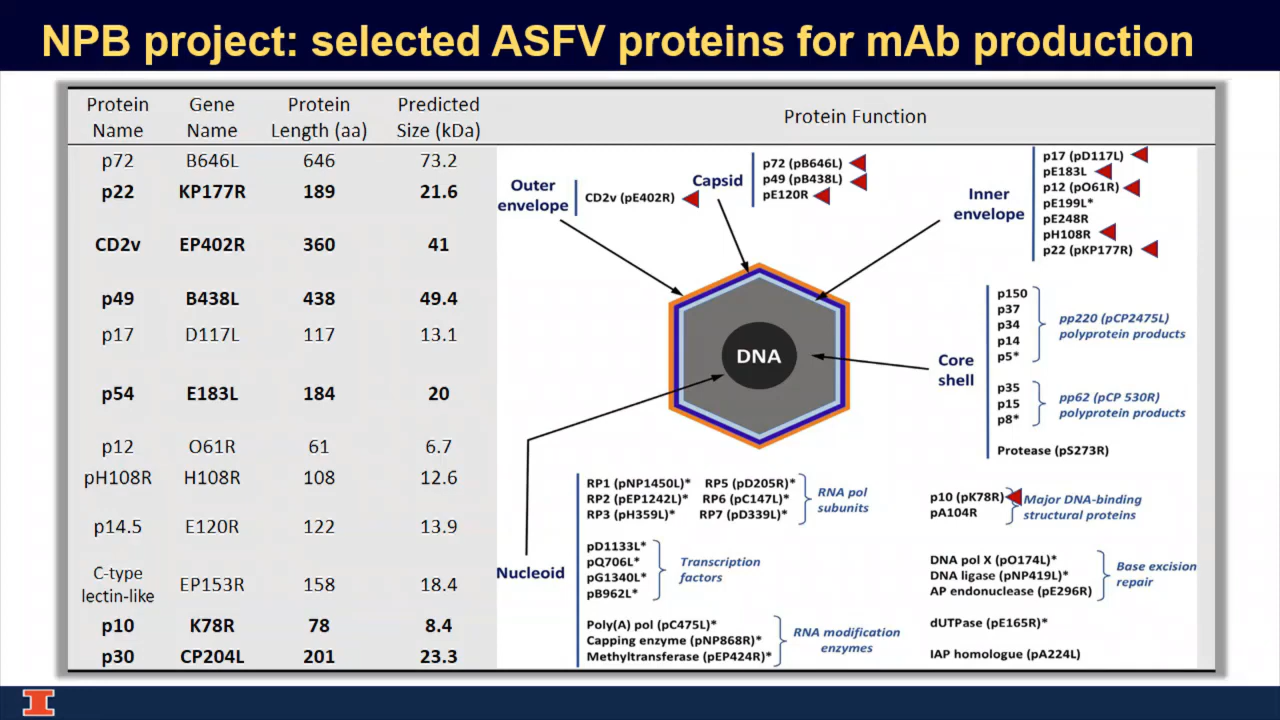 NPB project: selected ASFV proteins for mAb production
Protein Name Gene Name Protein Length (aa) Predicted Size (kDa) Protein Function
p72 B646L 646 73.2
p22 KP177R 189 21.6
CD2v EP402R 360 41
p49 B438L 438 49.4
p17 D117L 117 13.1
p54 E183L 184 20
p12 O61R 61 6.7
pH108R H108R 108 12.6
p14.5 E120R 122 13.9
C-type lectin-like EP153R 158 18.4
p10 K78R 78 8.4
p30 CP204L 201 23.3
Outer
envelope
CD2v (pE402R)
Capsid
p72 (pB646L)
p49 (pB438L)
pE120R
Inner
envelope
p17 (pD117L)
pE183L
p12 (pO61R)
pE199L*
pE248R
pH108R
p22 (pKP177R)
DNA
Core
shell
p150
p37
p34
p14
p5*
pp220 (pCP2475L)
polyprotein products
p35
p15
p8*
pp62 (pCP 530R)
polyprotein products
Protease (pS273R)
Nucleoid
RP1 (pNP1450L)* RP5 (pD205R)*
RP2 (pEP1242L)* RP6 (pC147L)*
RP3 (pH359L)* RP7 (pD339L)*
RNA pol
subunits
p10 (pK78R)
pA104R
Major DNA-binding
structural proteins
pD1133L*
pQ706L*
pG1340L*
pB962L*
Transcription
factors
DNA pol X (pO174L)*
DNA ligase (pNP419L)*
AP endonuclease (pE296R)
Base excision
repair
Poly(A) pol (pC475L)*
Capping enzyme (pNP868R)*
Methyltransferase (pEP424R)*
RNA modification
enzymes
dUTPase (pE165R)*
IAP homologue (pA224L)